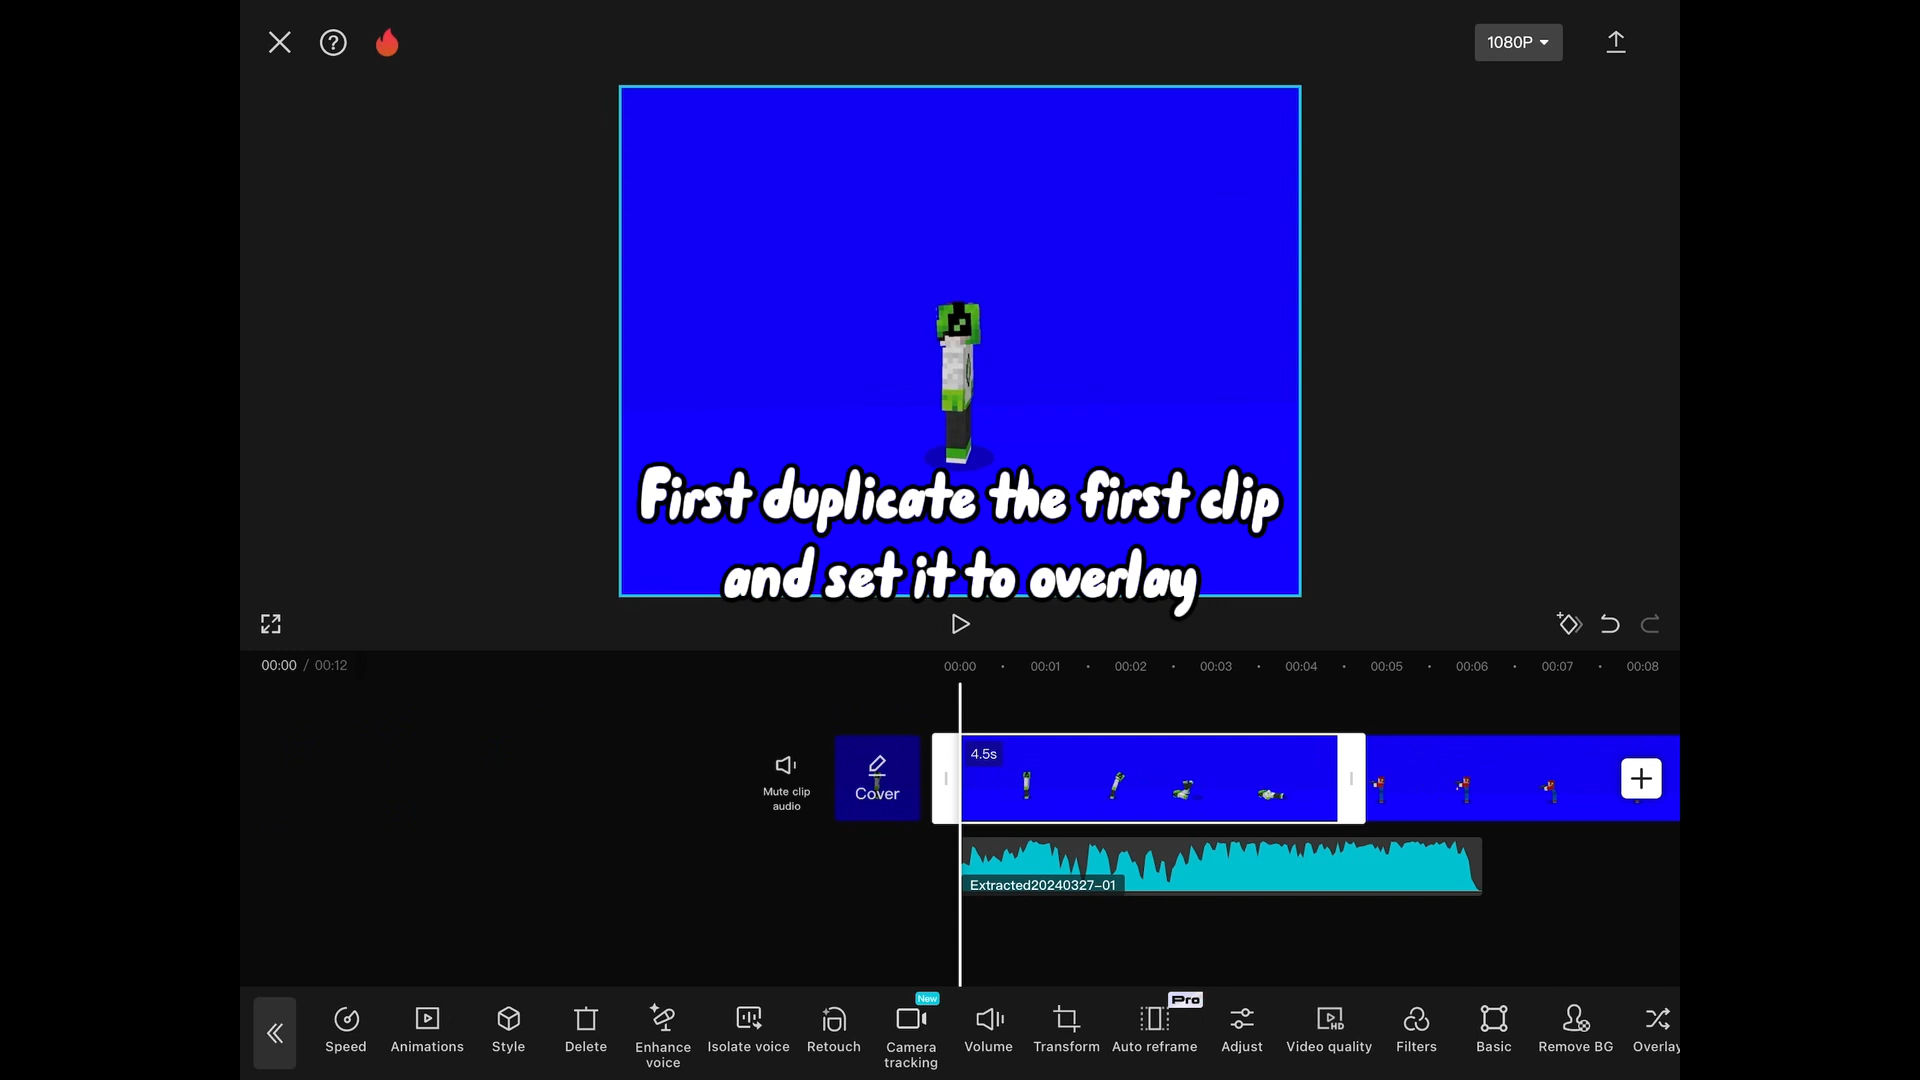 1080P
First duplicate the first clip
and set it to overlay
00:00 / 00:12
00:00 00:01 00:02 00:03 00:04 00:05 00:06 00:07 00:08
Mute clip
audio
Cover
4.5s
Extracted20240327-01
New
Pro
Speed
Animations
Style
Delete
Enhance
voice
Isolate voice
Retouch
Camera
tracking
Volume
Transform
Auto reframe
Adjust
Video quality
HD
Filters
Basic
Remove BG
Overlay